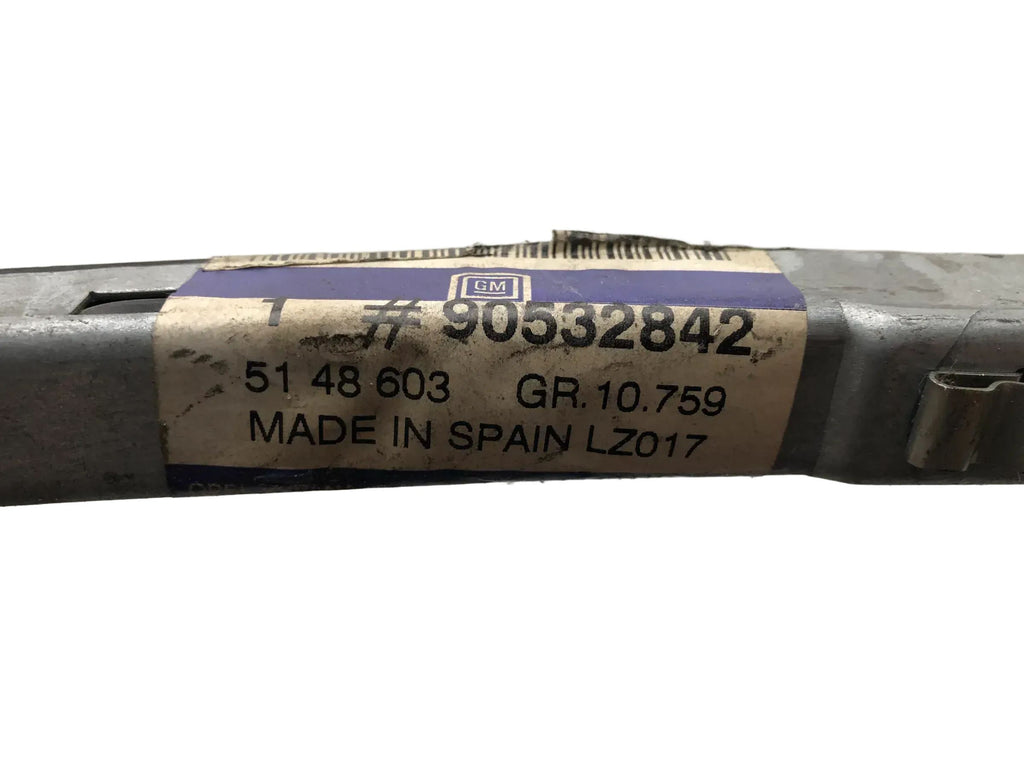 GM
1 # 90532842
51 48 603 GR.10.759
MADE IN SPAIN LZ017